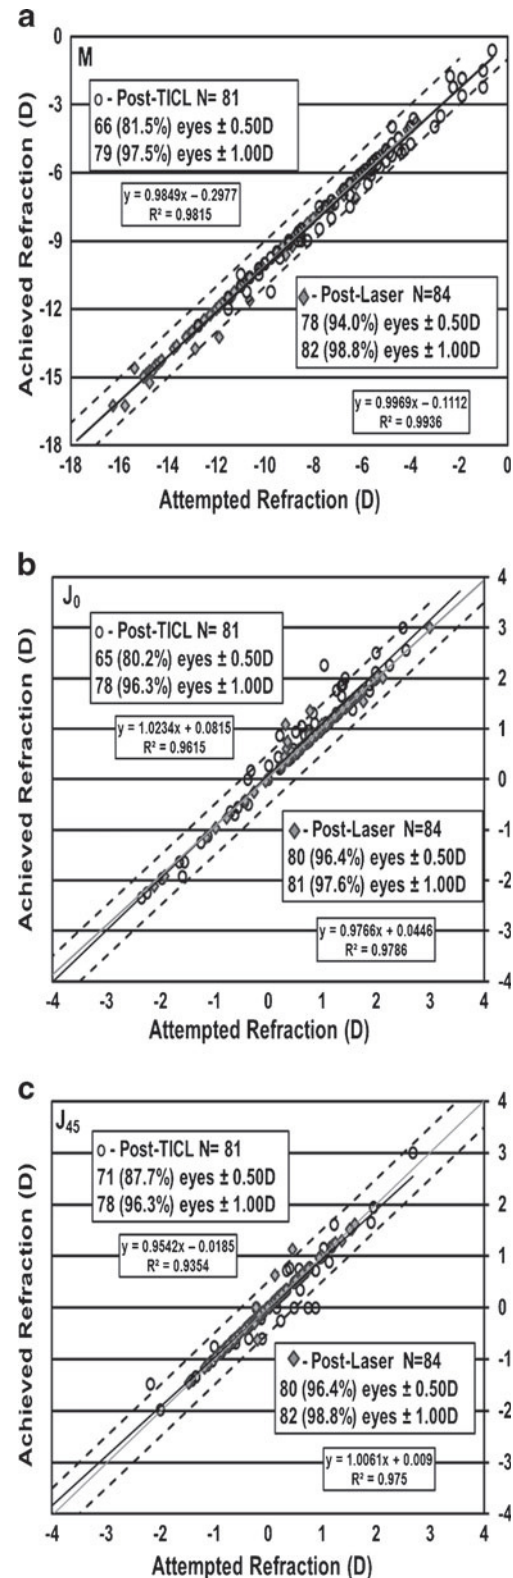 a
M
0
-3
-6
-9
-12
-15
-18
Achieved Refraction (D)
o - Post-TICL N= 81
66 (81.5%) eyes ± 0.50D
79 (97.5%) eyes ± 1.00D
y = 0.9849x − 0.2977
R² = 0.9815
◆- Post-Laser N=84
78 (94.0%) eyes ± 0.50D
82 (98.8%) eyes ± 1.00D
y = 0.9969x − 0.1112
R² = 0.9936
-18 -16 -14 -12 -10 -8 -6 -4 -2 0
Attempted Refraction (D)
b
J0
4
3
2
1
0
-1
-2
-3
-4
Achieved Refraction (D)
o - Post-TICL N= 81
65 (80.2%) eyes ± 0.50D
78 (96.3%) eyes ± 1.00D
y = 1.0234x + 0.0815
R² = 0.9615
◆- Post-Laser N=84
80 (96.4%) eyes ± 0.50D
81 (97.6%) eyes ± 1.00D
y = 0.9766x + 0.0446
R² = 0.9786
-4 -3 -2 -1 0 1 2 3 4
Attempted Refraction (D)
c
J45
4
3
2
1
0
-1
-2
-3
-4
Achieved Refraction (D)
o - Post-TICL N= 81
71 (87.7%) eyes ± 0.50D
78 (96.3%) eyes ± 1.00D
y = 0.9542x − 0.0185
R² = 0.9354
◆- Post-Laser N=84
80 (96.4%) eyes ± 0.50D
82 (98.8%) eyes ± 1.00D
y = 1.0061x + 0.009
R² = 0.975
-4 -3 -2 -1 0 1 2 3 4
Attempted Refraction (D)